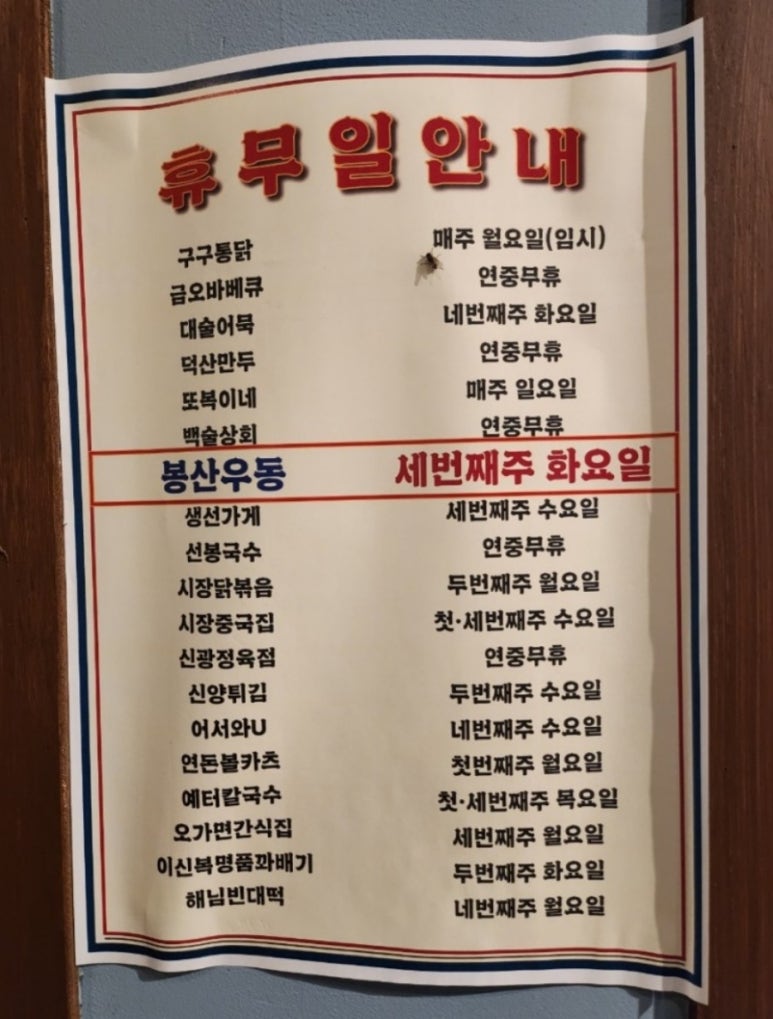 휴무일안내
구구통닭 매주 월요일(임시)
금오바베큐 연중무휴
대술어묵 네번째주 화요일
덕산만두 연중무휴
또복이네 매주 일요일
백술상회 연중무휴
봉산우동 세번째주 화요일
생선가게 세번째주 수요일
선봉국수 연중무휴
시장닭볶음 두번째주 월요일
시장중국집 첫·세번째주 수요일
신광정육점 연중무휴
신양튀김 두번째주 수요일
어서와U 네번째주 수요일
연돈볼카츠 첫번째주 월요일
예터칼국수 첫·세번째주 목요일
오가면간식집 세번째주 월요일
이신복명품꽈배기 두번째주 화요일
해님빈대떡 네번째주 월요일